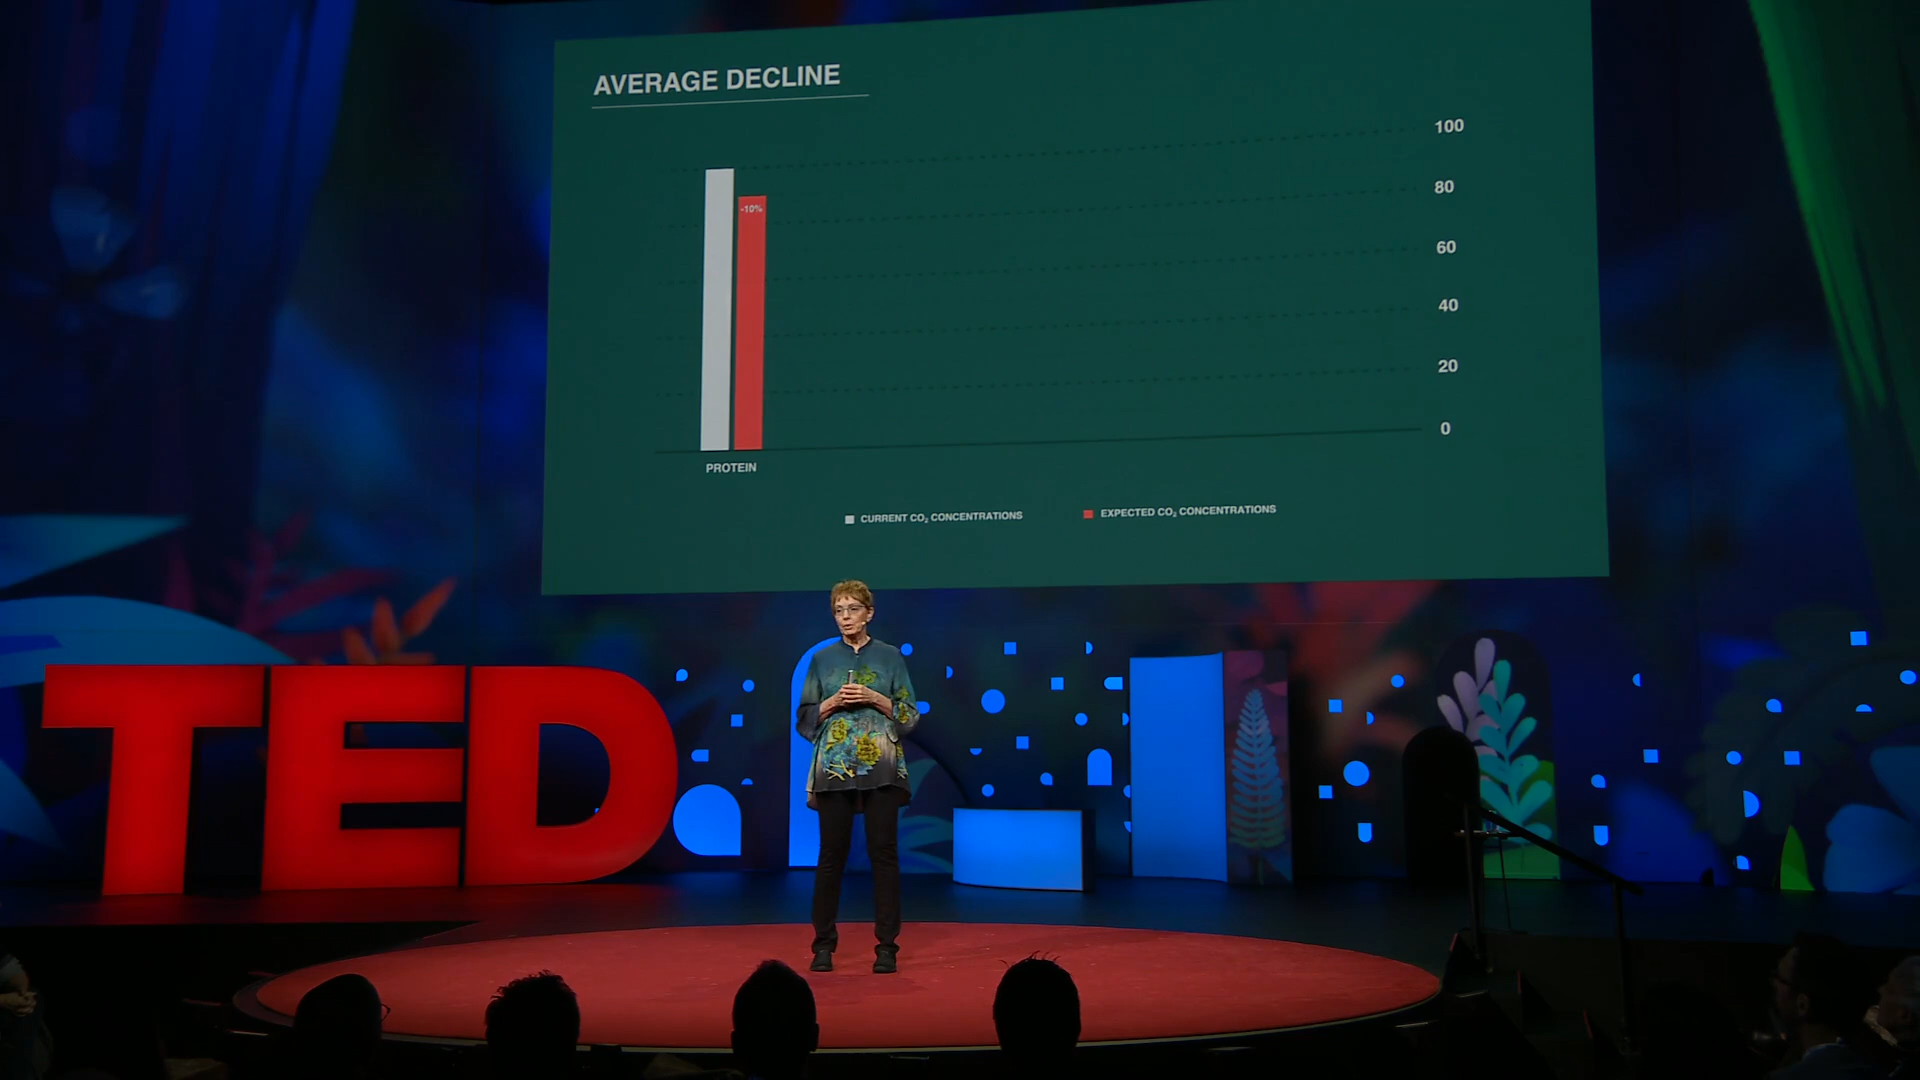 AVERAGE DECLINE
100
80
60
40
20
0
-10%
PROTEIN
CURRENT CO₂ CONCENTRATIONS
EXPECTED CO₂ CONCENTRATIONS
TED